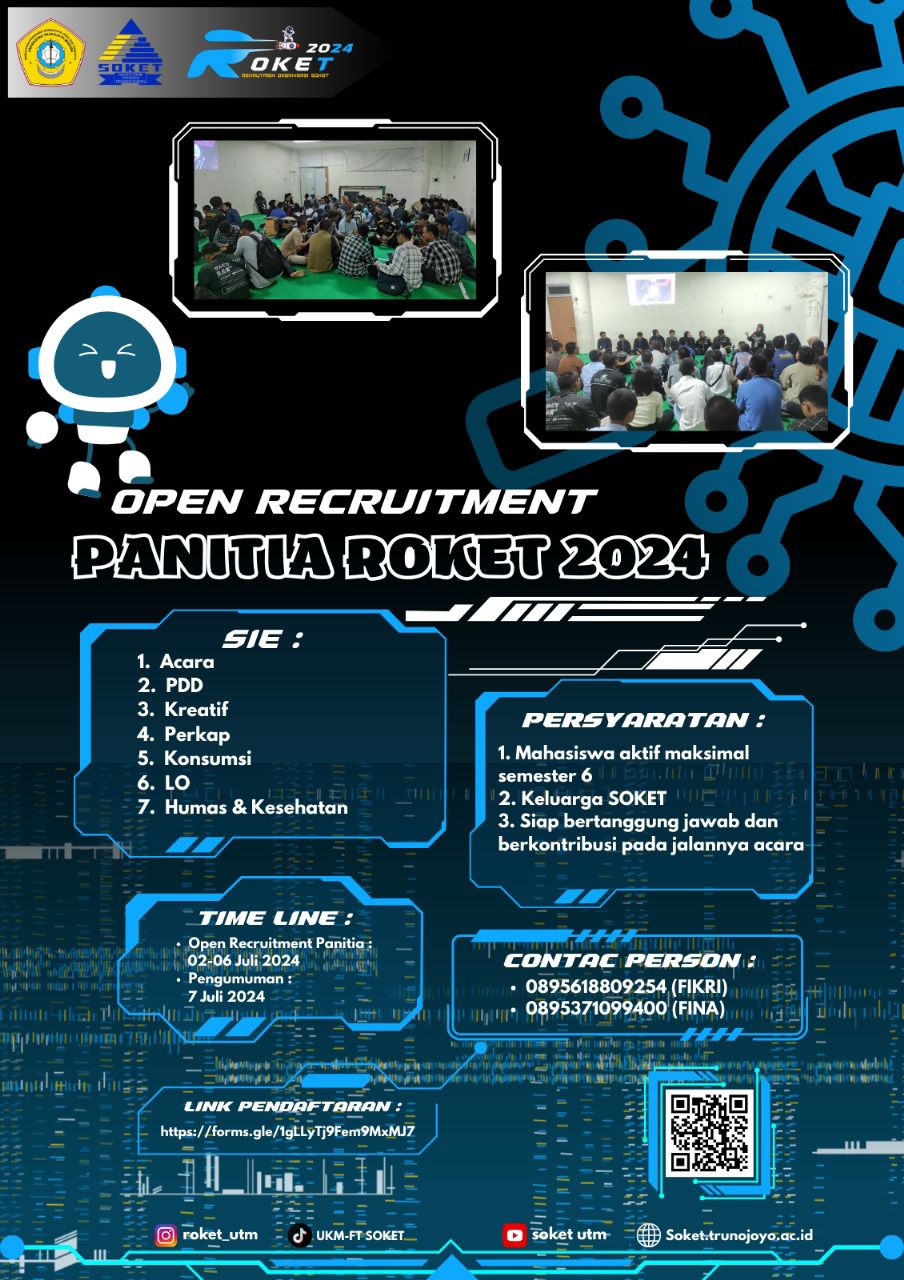 SOKET
2024
ROKET
REKRUITMEN ORGANISASI SOKET
OPEN RECRUITMENT
PANITIA ROKET 2024
SIE :
1. Acara
2. PDD
3. Kreatif
4. Perkap
5. Konsumsi
6. LO
7. Humas & Kesehatan
PERSYARATAN :
1. Mahasiswa aktif maksimal
semester 6
2. Keluarga SOKET
3. Siap bertanggung jawab dan
berkontribusi pada jalannya acara
TIME LINE :
• Open Recruitment Panitia :
02-06 Juli 2024
• Pengumuman :
7 Juli 2024
CONTAC PERSON :
• 0895618809254 (FIKRI)
• 0895371099400 (FINA)
LINK PENDAFTARAN :
https://forms.gle/1gLLyTj9Fem9MxMJ7
roket_utm
UKM-FT SOKET
soket utm
Soket.trunojoyo.ac.id